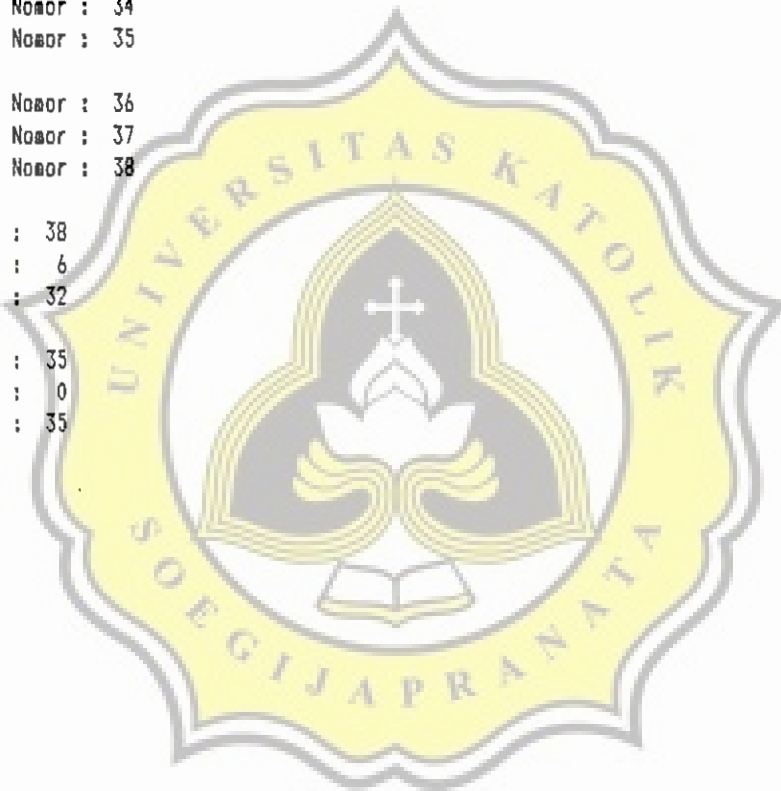 Nomor : 34
Nomor : 35
Nomor : 36
Nomor : 37
Nomor : 38
: 38
: 6
: 32
: 35
: 0
: 35
UNIVERSITAS KATOLIK
SOEGIJAPRANATA